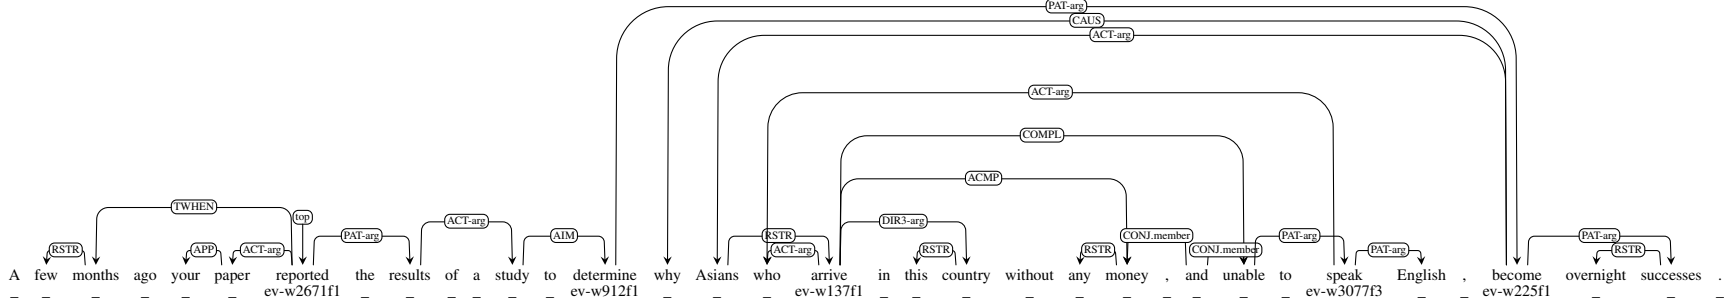 PAT-arg
CAUS
ACT-arg
ACT-arg
COMPL
ACMP
TWHEN top ACT-arg DIR3-arg
RSTR APP ACT-arg PAT-arg AIM RSTR ACT-arg RSTR RSTR CONJ.member CONJ.member PAT-arg PAT-arg PAT-arg RSTR
A few months ago your paper reported the results of a study to determine why Asians who arrive in this country without any money , and unable to speak English , become overnight successes .
_ _ _ _ _ _ ev-w2671f1 _ _ _ _ _ _ ev-w912f1 _ _ _ ev-w137f1 _ _ _ _ _ _ _ _ _ _ ev-w3077f3 _ _ ev-w225f1 _ _ _